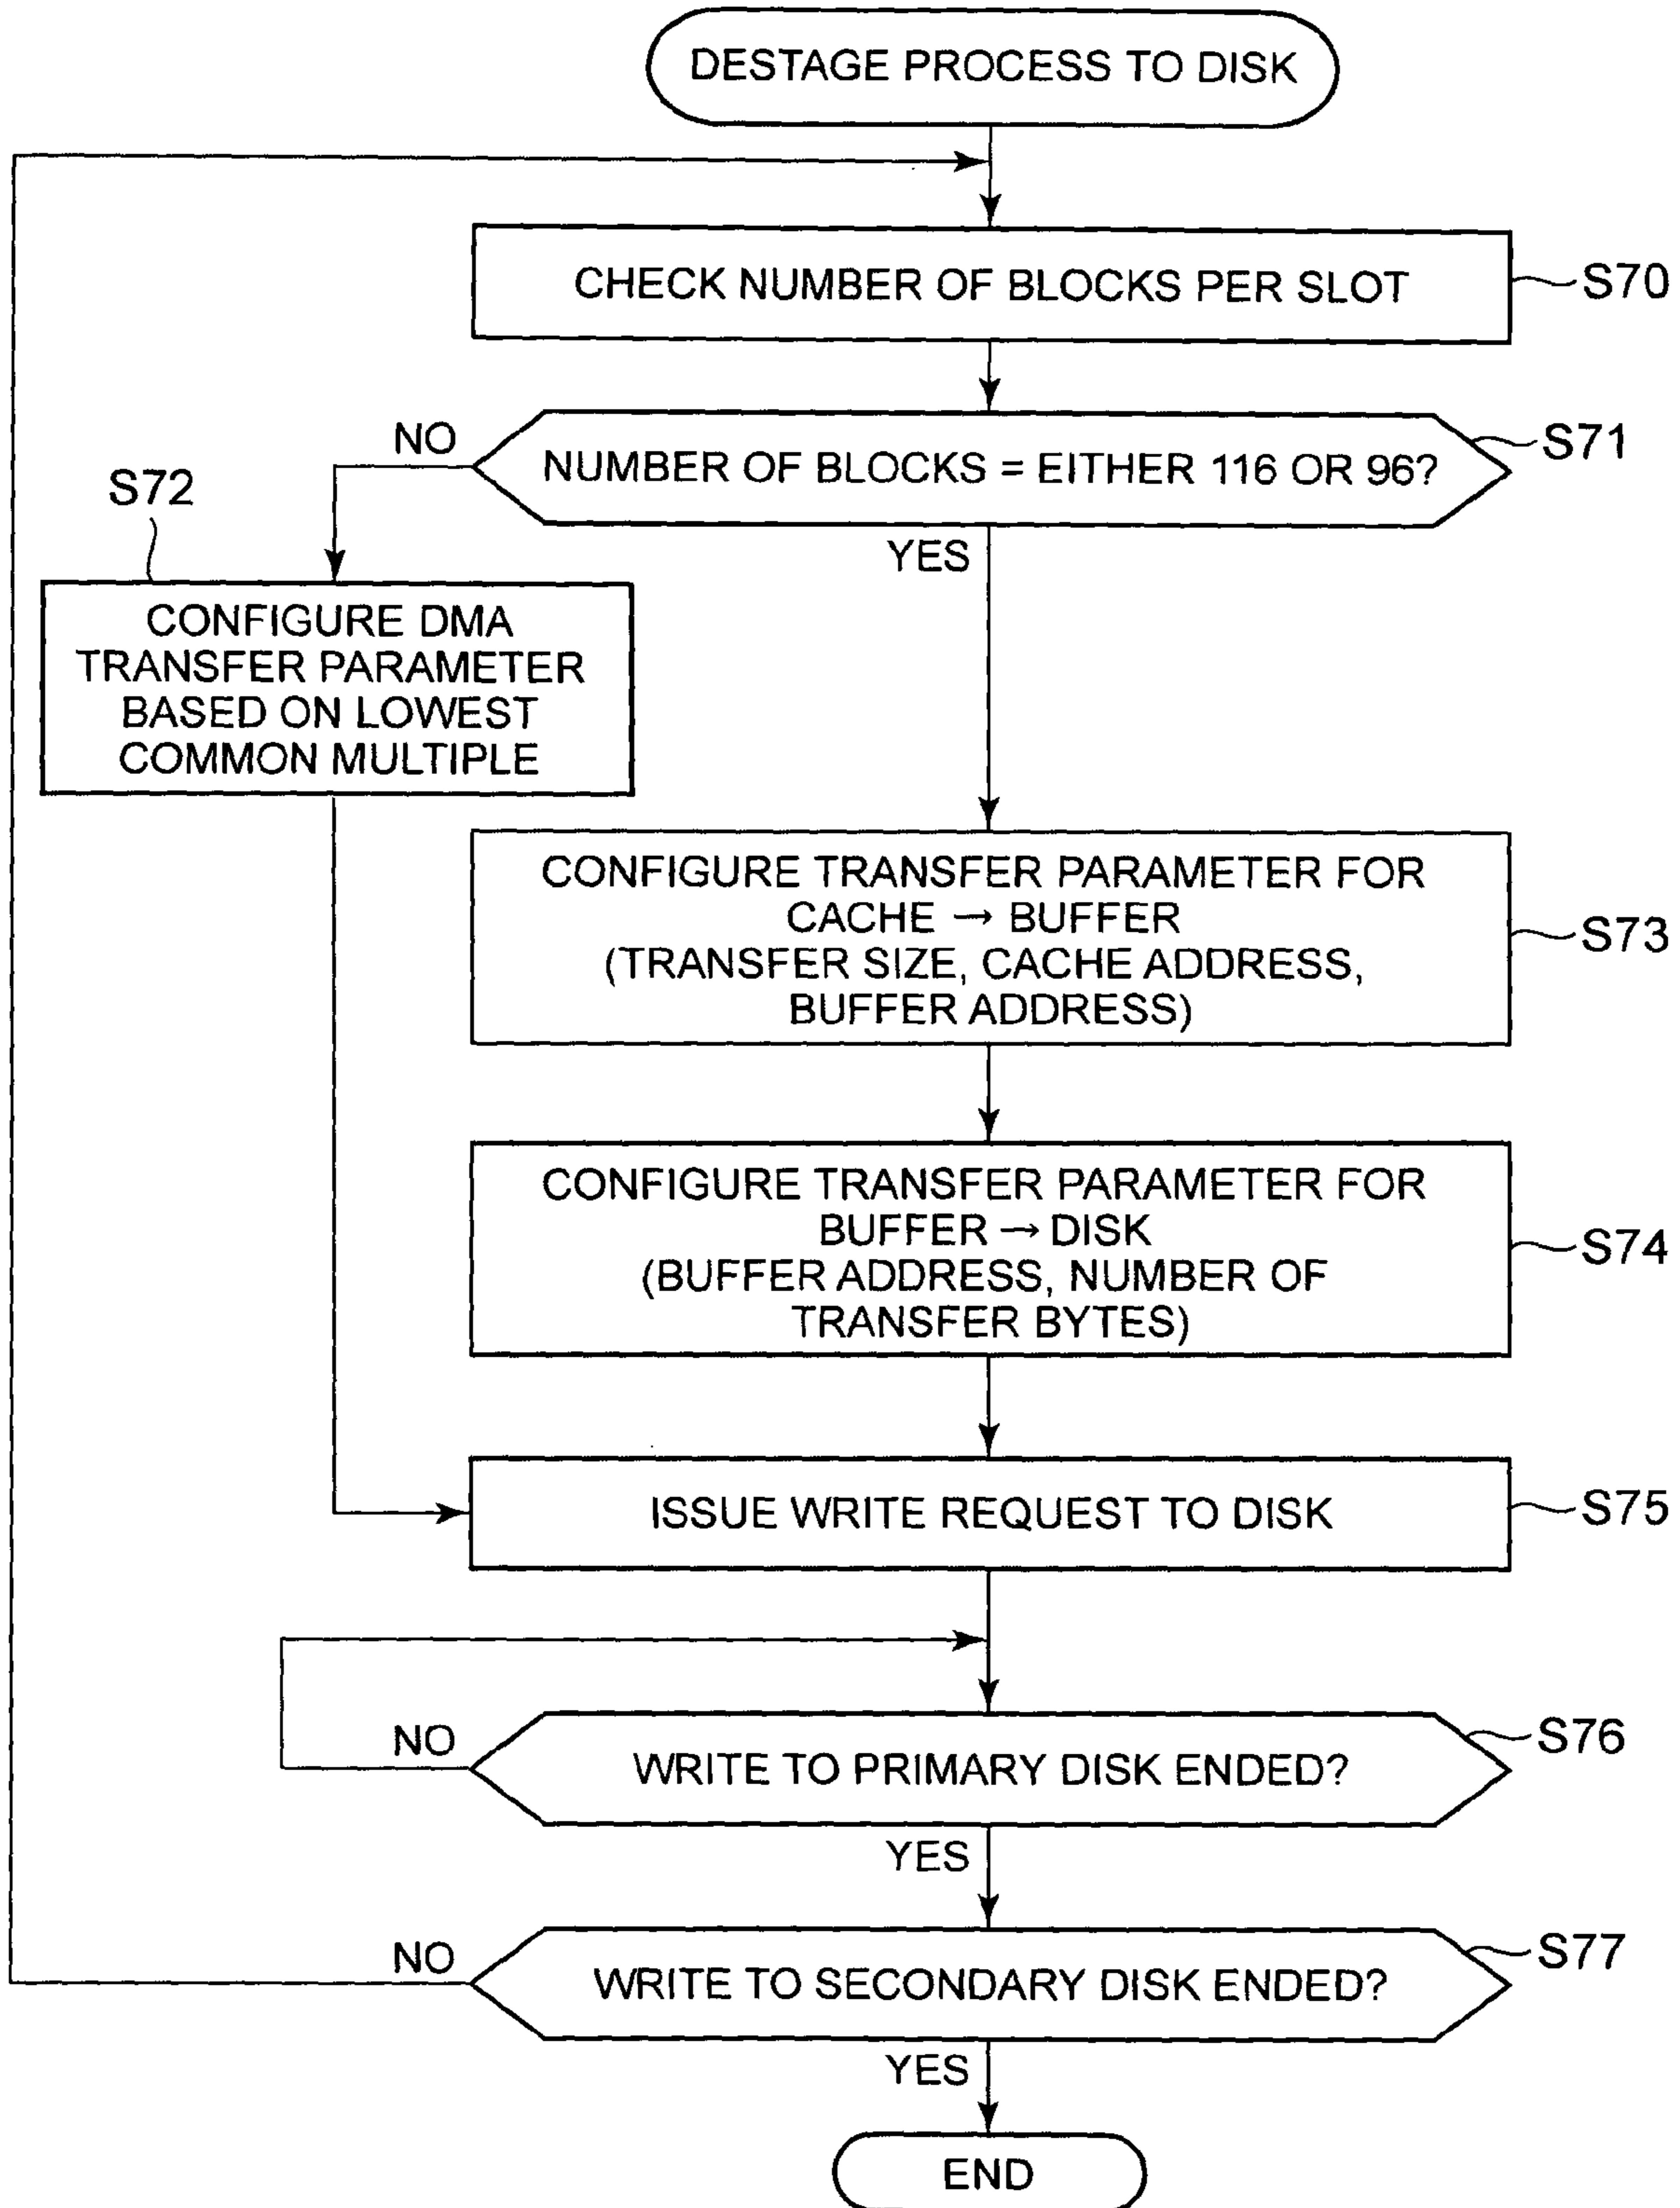 DESTAGE PROCESS TO DISK
CHECK NUMBER OF BLOCKS PER SLOT
S70
NUMBER OF BLOCKS = EITHER 116 OR 96?
S71
NO
YES
S72
CONFIGURE DMA
TRANSFER PARAMETER
BASED ON LOWEST
COMMON MULTIPLE
CONFIGURE TRANSFER PARAMETER FOR
CACHE → BUFFER
(TRANSFER SIZE, CACHE ADDRESS,
BUFFER ADDRESS)
S73
CONFIGURE TRANSFER PARAMETER FOR
BUFFER → DISK
(BUFFER ADDRESS, NUMBER OF
TRANSFER BYTES)
S74
ISSUE WRITE REQUEST TO DISK
S75
NO
WRITE TO PRIMARY DISK ENDED?
S76
YES
NO
WRITE TO SECONDARY DISK ENDED?
S77
YES
END